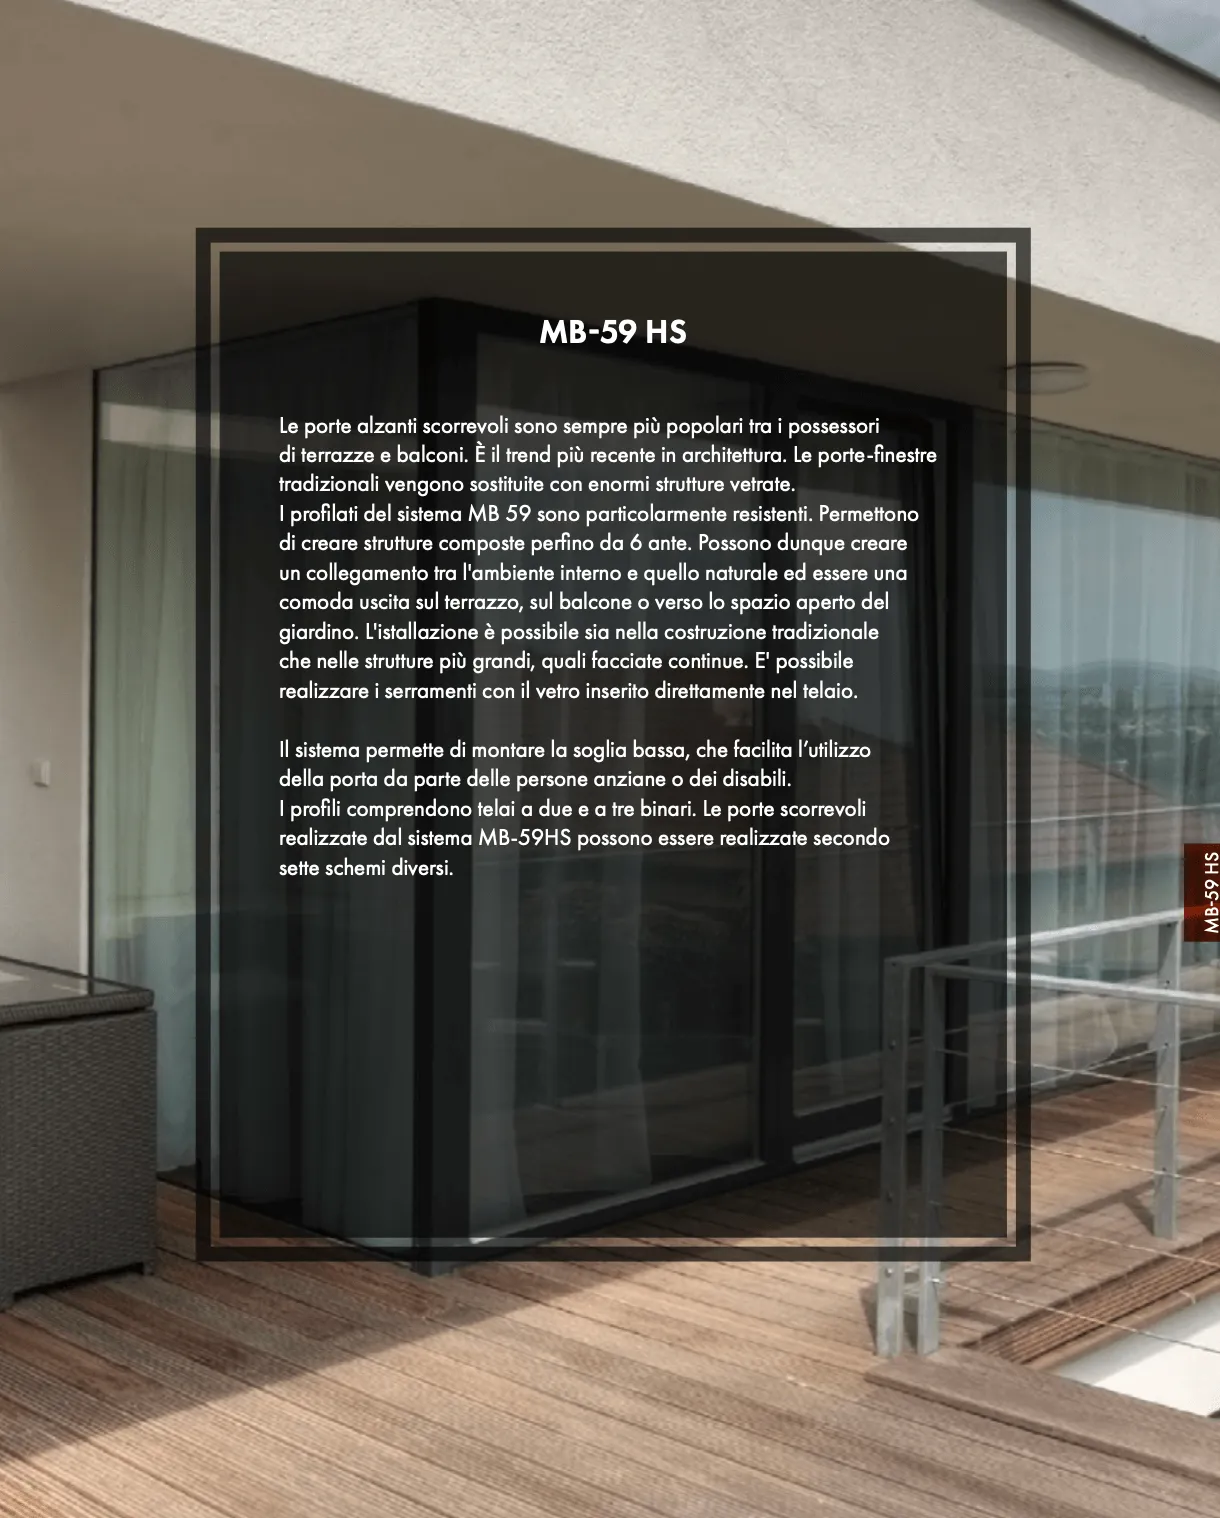 MB-59 HS
Le porte alzanti scorrevoli sono sempre più popolari tra i possessori
di terrazze e balconi. È il trend più recente in architettura. Le porte-finestre
tradizionali vengono sostituite con enormi strutture vetrate.
I profilati del sistema MB 59 sono particolarmente resistenti. Permettono
di creare strutture composte perfino da 6 ante. Possono dunque creare
un collegamento tra l'ambiente interno e quello naturale ed essere una
comoda uscita sul terrazzo, sul balcone o verso lo spazio aperto del
giardino. L'istallazione è possibile sia nella costruzione tradizionale
che nelle strutture più grandi, quali facciate continue. E' possibile
realizzare i serramenti con il vetro inserito direttamente nel telaio.
Il sistema permette di montare la soglia bassa, che facilita l’utilizzo
della porta da parte delle persone anziane o dei disabili.
I profili comprendono telai a due e a tre binari. Le porte scorrevoli
realizzate dal sistema MB-59HS possono essere realizzate secondo
sette schemi diversi.
MB-59 HS